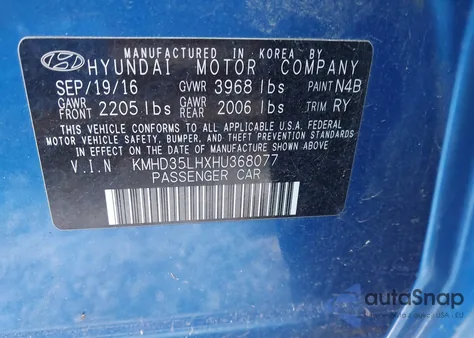 MANUFACTURED IN KOREA BY
HYUNDAI MOTOR COMPANY
SEP/19/16 GVWR 3968 lbs PAINT N4B
GAWR FRONT 2205 lbs GAWR REAR 2006 lbs TRIM RY
THIS VEHICLE CONFORMS TO ALL APPLICABLE U.S.A. FEDERAL
MOTOR VEHICLE SAFETY, BUMPER, AND THEFT PREVENTION
STANDARDS IN EFFECT ON THE DATE OF MANUFACTURE SHOWN ABOVE.
V.I.N KMHD35LHXHU368077
PASSENGER CAR
autoSnap